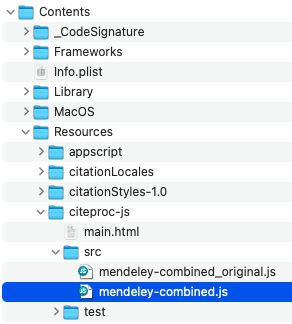 Contents
_CodeSignature
Frameworks
Info.plist
Library
MacOS
Resources
appscript
citationLocales
citationStyles-1.0
citeproc-js
main.html
src
mendeley-combined_original.js
mendeley-combined.js
test